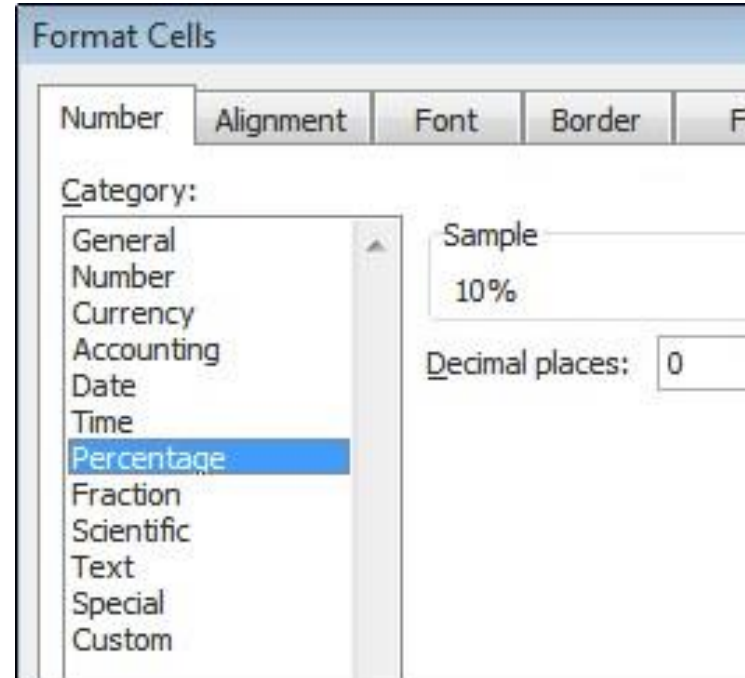 Format Cells
Number Alignment Font Border F
Category:
General
Number
Currency
Accounting
Date
Time
Percentage
Fraction
Scientific
Text
Special
Custom
Sample
10%
Decimal places: 0